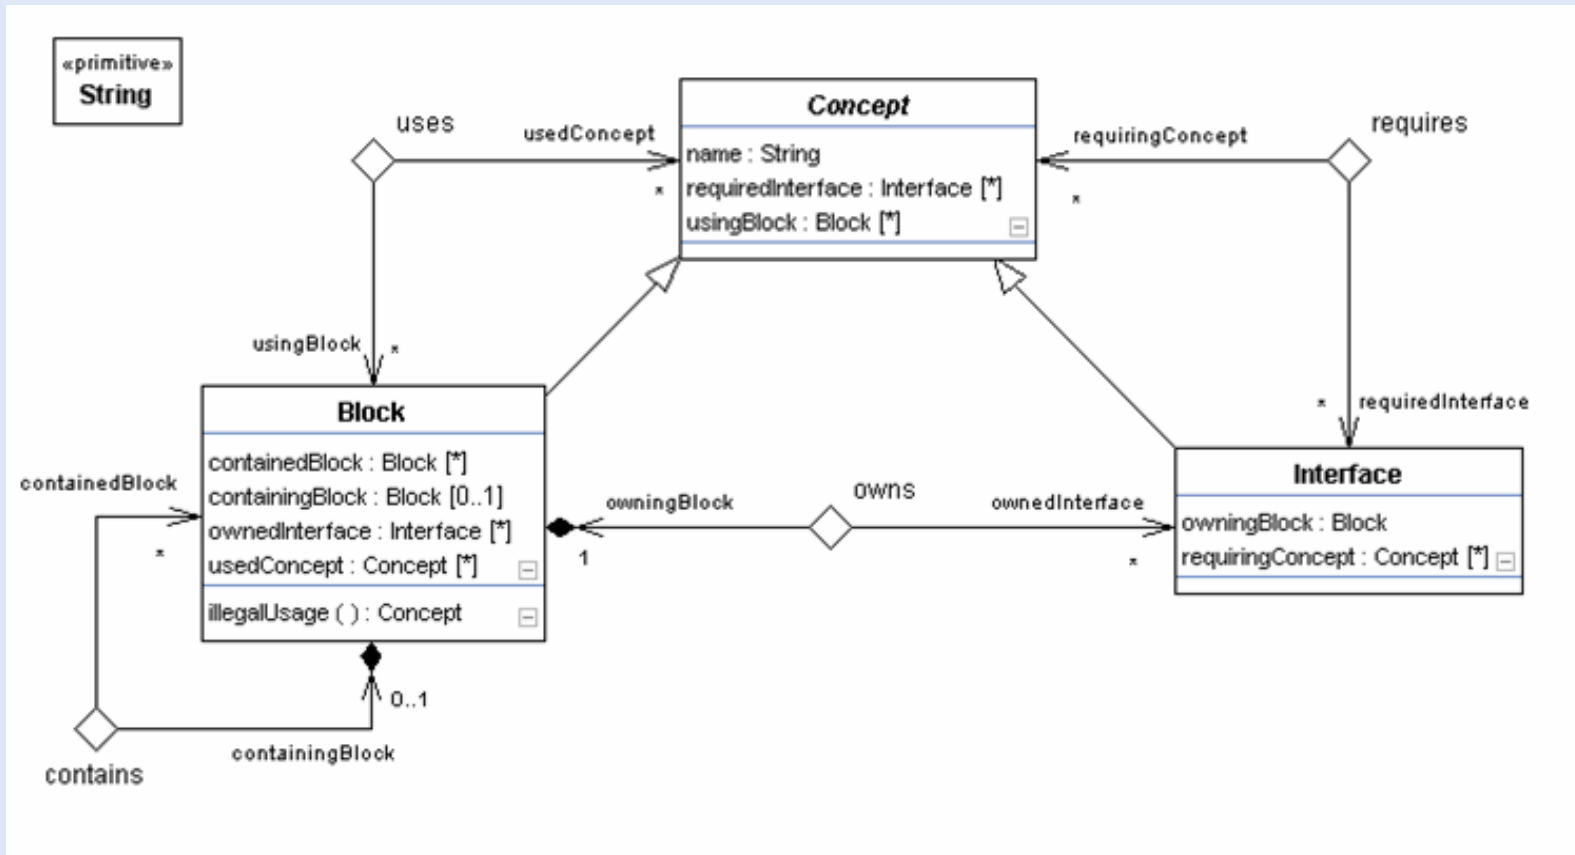 «primitive»
String
uses
usedConcept
*
Concept
name : String
requiredInterface : Interface [*]
usingBlock : Block [*]
requiringConcept
*
requires
usingBlock
*
*
requiredInterface
Block
containedBlock : Block [*]
containingBlock : Block [0..1]
ownedInterface : Interface [*]
usedConcept : Concept [*]
illegalUsage ( ) : Concept
containedBlock
*
owningBlock
1
owns
ownedInterface
*
Interface
owningBlock : Block
requiringConcept : Concept [*]
0..1
containingBlock
contains